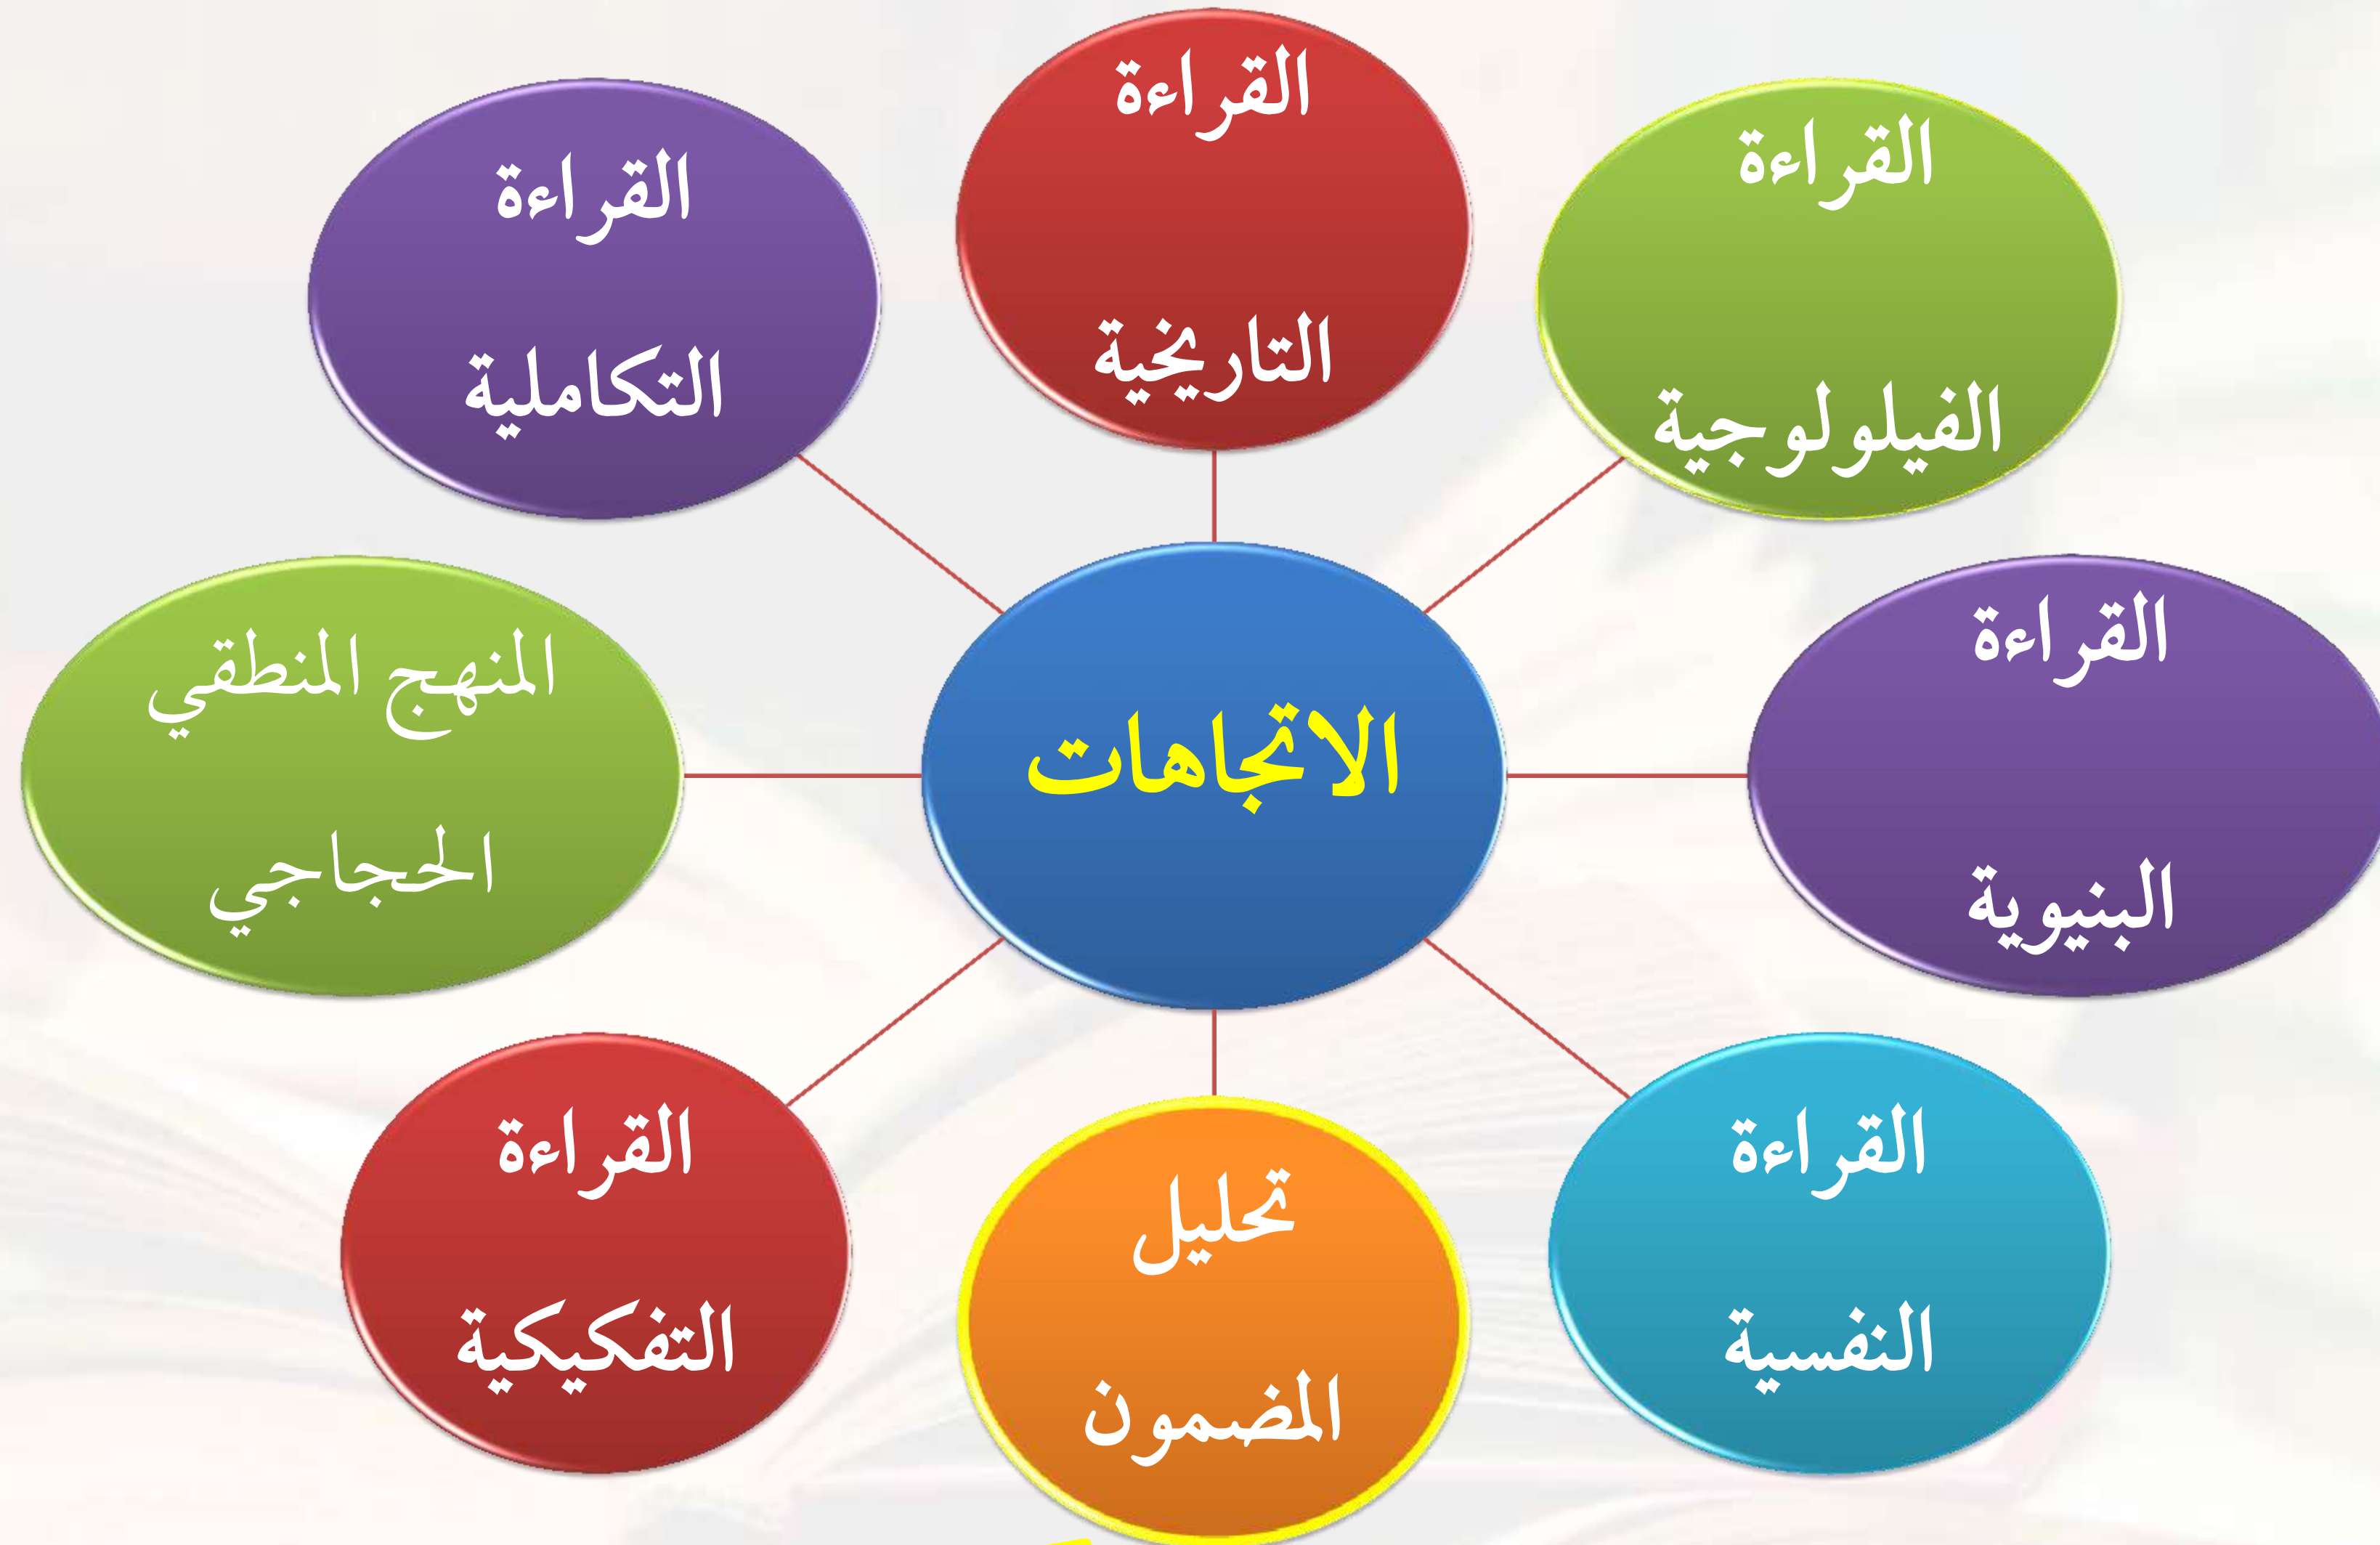 القراءة
التاريخية
القراءة
الفيلولوجية
القراءة
البنيوية
القراءة
النفسية
تحليل
المضمون
القراءة
التفكيكية
المنهج المنطقي
الحجاجي
القراءة
التكاملية
الاتجاهات